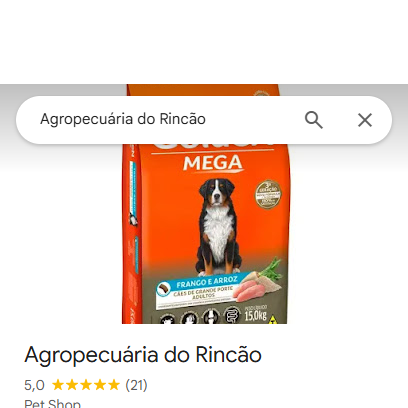 Agropecuária do Rincão
MEGA
FRANGO E ARROZ
CÃES DE GRANDE PORTE
ADULTOS
15,0kg
Agropecuária do Rincão
5,0 ★★★★★ (21)
Pet Shop